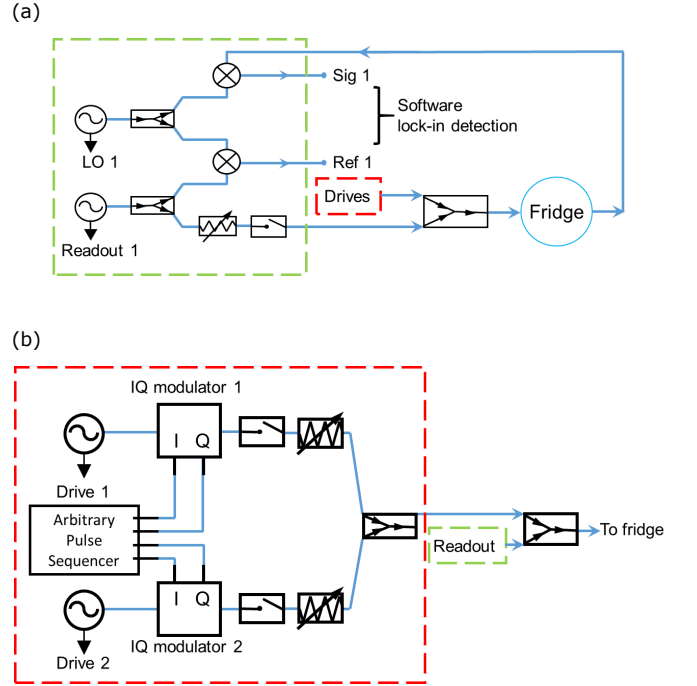 (a)
Sig 1
Software
lock-in detection
LO 1
Ref 1
Drives
Fridge
Readout 1
(b)
IQ modulator 1
I Q
Drive 1
Arbitrary
Pulse
Sequencer
To fridge
Readout
I Q
IQ modulator 2
Drive 2